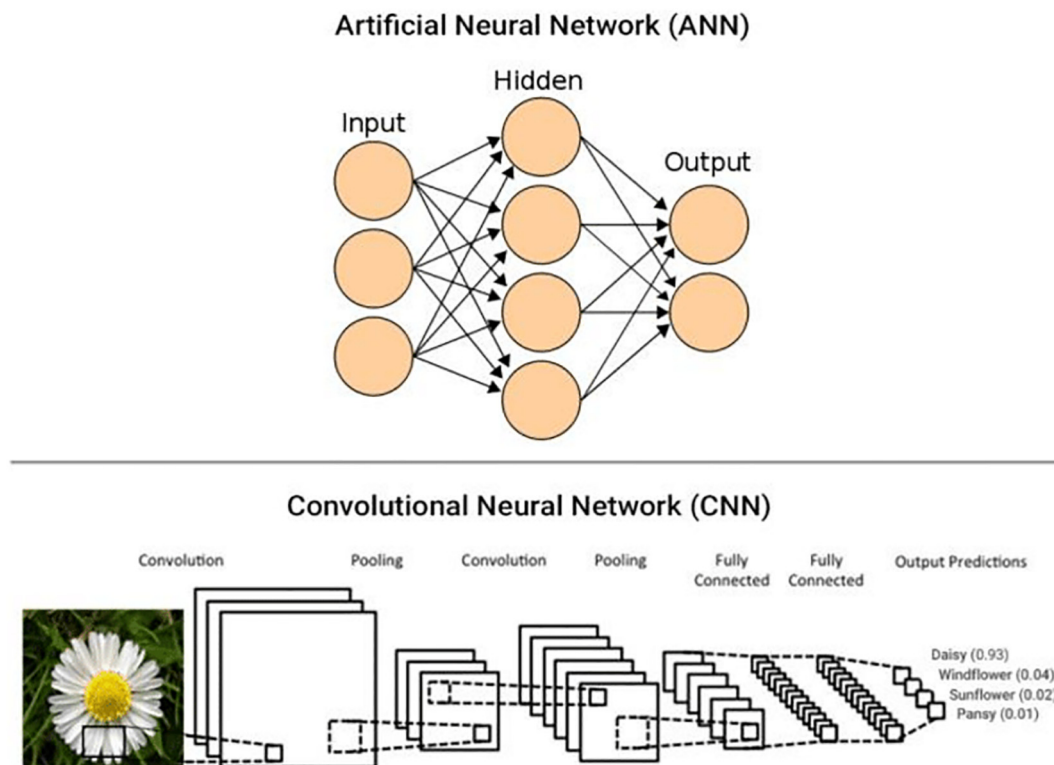 Artificial Neural Network (ANN)
Hidden
Input
Output
Convolutional Neural Network (CNN)
Convolution
Pooling
Convolution
Pooling
Fully
Connected
Fully
Connected
Output Predictions
Daisy (0.93)
Windflower (0.04)
Sunflower (0.02)
Pansy (0.01)